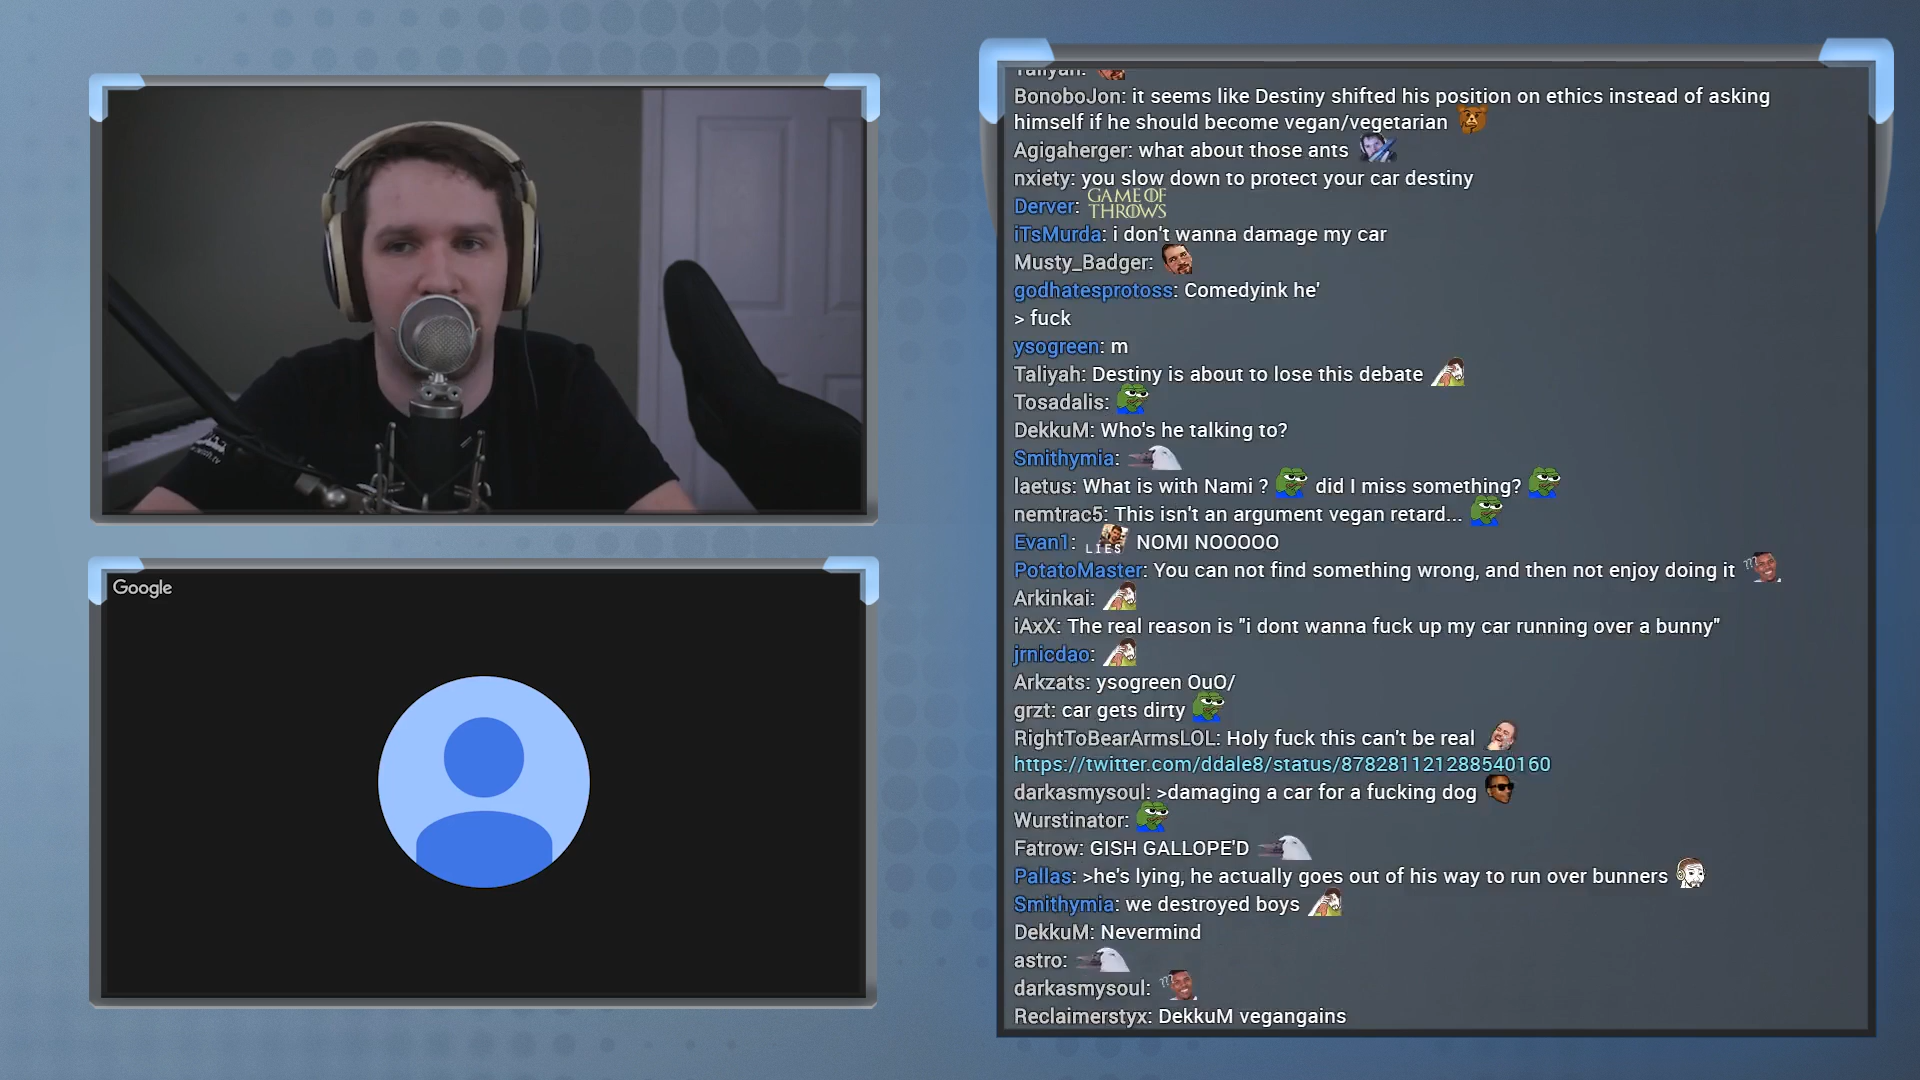 Google
Taliyah:
BonoboJon: it seems like Destiny shifted his position on ethics instead of asking
himself if he should become vegan/vegetarian
Agigaherger: what about those ants
nxiety: you slow down to protect your car destiny
Derver: GAME OF
THROWS
iTsMurda: i don't wanna damage my car
Musty_Badger:
godhatesprotoss: Comedyink he'
> fuck
ysogreen: m
Taliyah: Destiny is about to lose this debate
Tosadalis:
DekkuM: Who's he talking to?
Smithymia:
laetus: What is with Nami ? did I miss something?
nemtrac5: This isn't an argument vegan retard...
Evan1: LIES NOMI NOOOOO
PotatoMaster: You can not find something wrong, and then not enjoy doing it
Arkinkai:
iAxX: The real reason is "i dont wanna fuck up my car running over a bunny"
jrnicdao:
Arkzats: ysogreen OuO/
grzt: car gets dirty
RightToBearArmsLOL: Holy fuck this can't be real
https://twitter.com/ddale8/status/878281121288540160
darkasmysoul: >damaging a car for a fucking dog
Wurstinator:
Fatrow: GISH GALLOPE'D
Pallas: >he's lying, he actually goes out of his way to run over bunners
Smithymia: we destroyed boys
DekkuM: Nevermind
astro:
darkasmysoul: ???
Reclaimerstyx: DekkuM vegangains